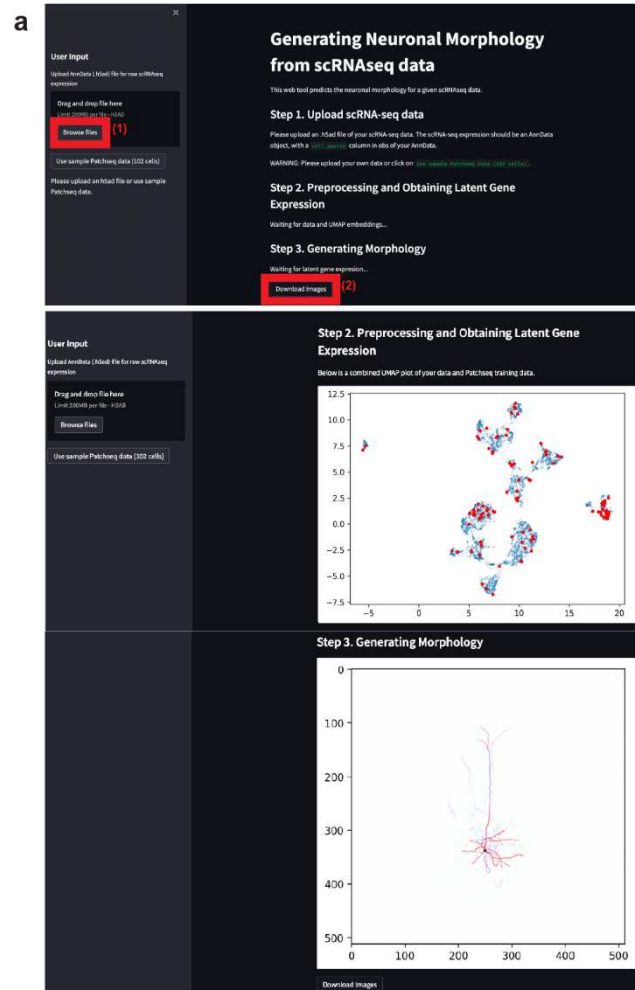 a
×
User Input
Upload AnnData (.h5ad) file for raw scRNAseq
expression
Drag and drop file here
Limit 200MB per file • H5AD
Browse files
(1)
Use sample Patchseq data (102 cells)
Please upload an h5ad file or use sample
Patchseq data.
Generating Neuronal Morphology
from scRNAseq data
This web tool predicts the neuronal morphology for a given scRNAseq data.
Step 1. Upload scRNA-seq data
Please upload an .h5ad file of your scRNA-seq data. The scRNA-seq expression should be an AnnData
object, with a column in obs of your AnnData.
WARNING: Please upload your own data or click on use sample Patchseq data (102 cells).
Step 2. Preprocessing and Obtaining Latent Gene
Expression
Waiting for data and UMAP embeddings...
Step 3. Generating Morphology
Waiting for latent gene expresion...
Download Images
(2)
User Input
Upload AnnData (.h5ad) file for raw scRNAseq
expression
Drag and drop file here
Limit 200MB per file • H5AD
Browse files
Use sample Patchseq data (102 cells)
Step 2. Preprocessing and Obtaining Latent Gene
Expression
Below is a combined UMAP plot of your data and Patchseq training data.
12.5
10.0
7.5
5.0
2.5
0.0
−2.5
−5.0
−7.5
−5
0
5
10
15
20
Step 3. Generating Morphology
0
100
200
300
400
500
0
100
200
300
400
500
Download Images